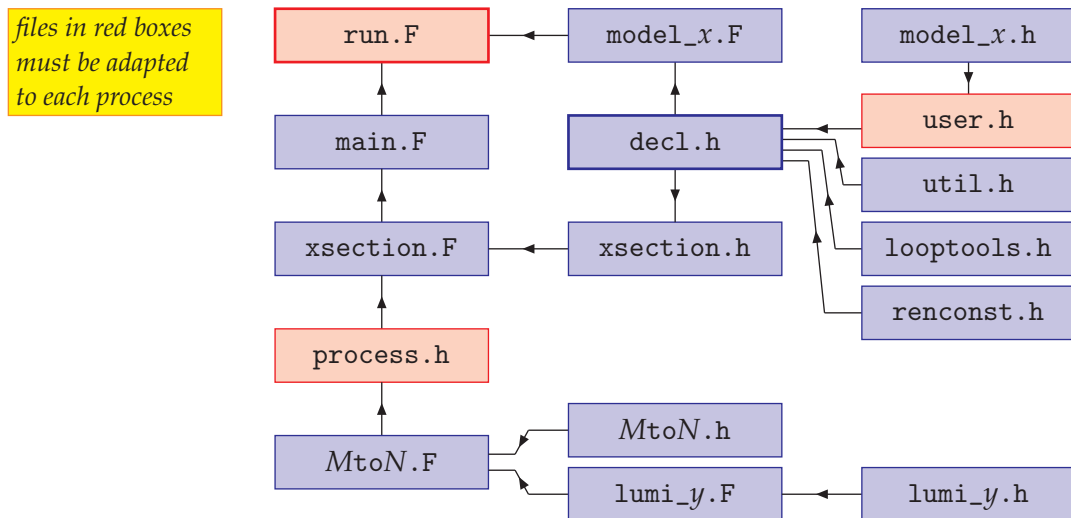 files in red boxes
must be adapted
to each process
run.F
model_x.F
model_x.h
main.F
decl.h
user.h
util.h
xsection.F
xsection.h
looptools.h
renconst.h
process.h
MtoN.F
MtoN.h
lumi_y.F
lumi_y.h